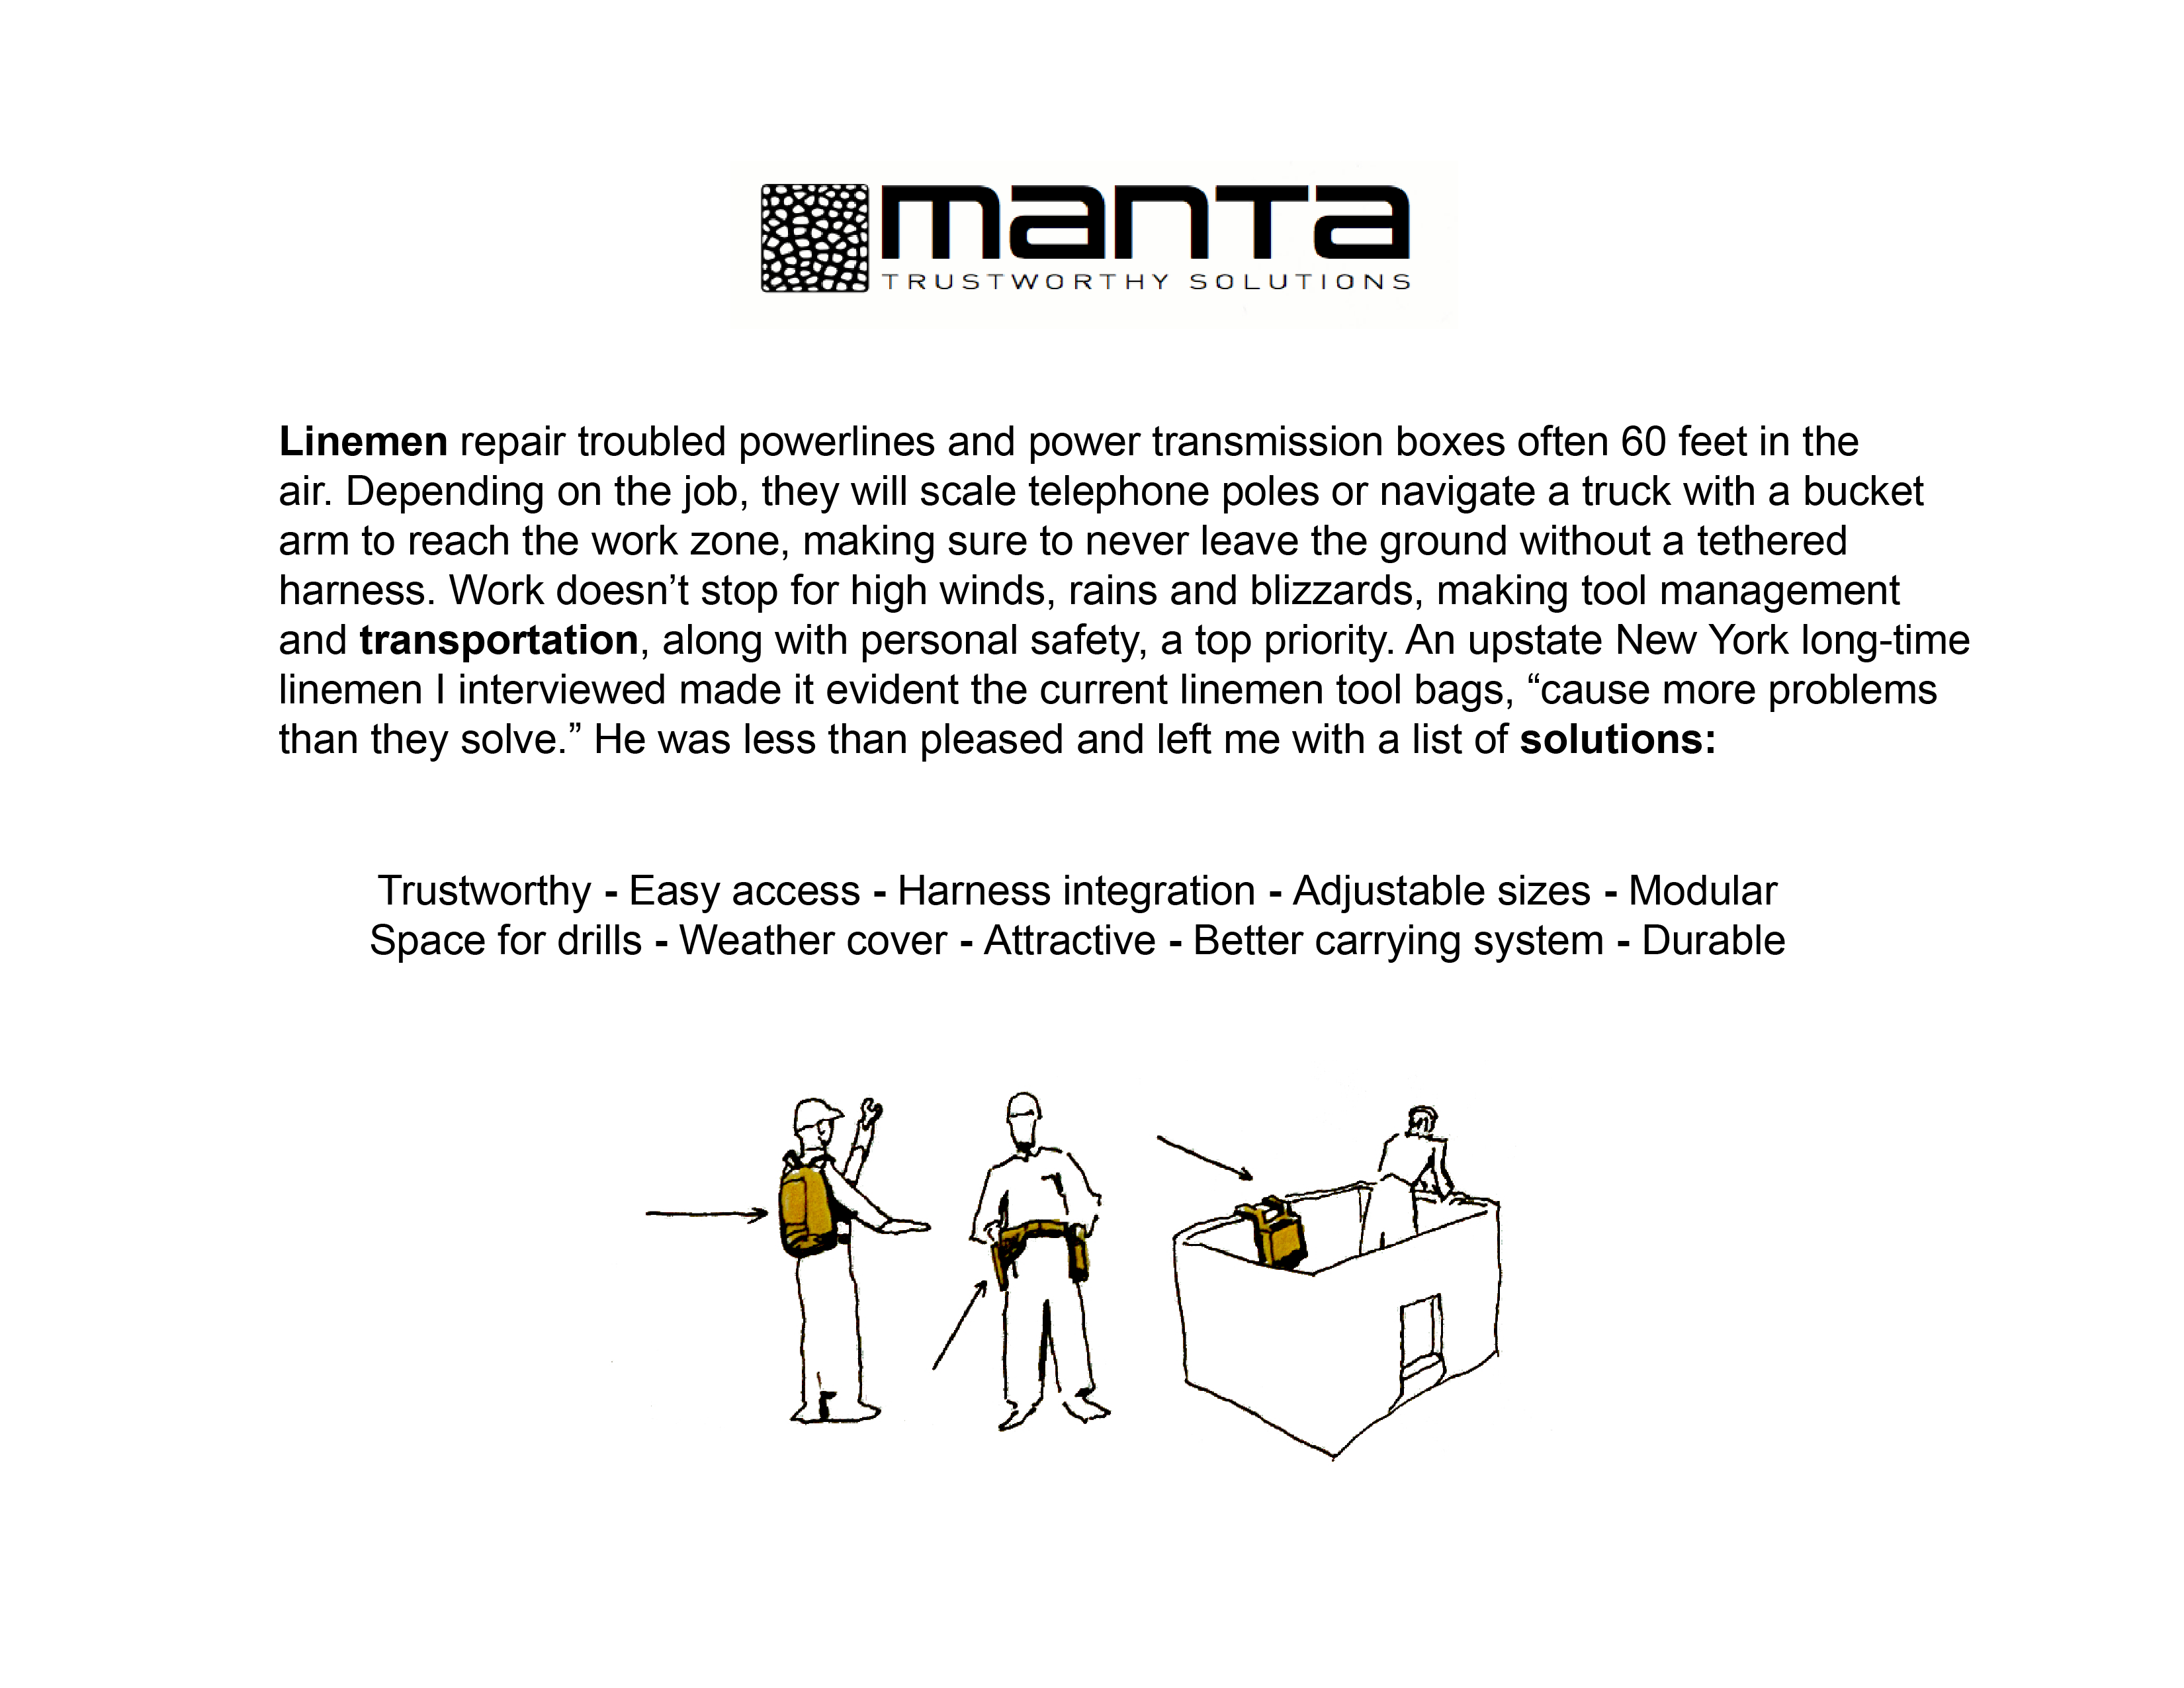 manta
TRUSTWORTHY SOLUTIONS
Linemen repair troubled powerlines and power transmission boxes often 60 feet in the
air. Depending on the job, they will scale telephone poles or navigate a truck with a bucket
arm to reach the work zone, making sure to never leave the ground without a tethered
harness. Work doesn’t stop for high winds, rains and blizzards, making tool management
and transportation, along with personal safety, a top priority. An upstate New York long-time
linemen I interviewed made it evident the current linemen tool bags, “cause more problems
than they solve.” He was less than pleased and left me with a list of solutions:
Trustworthy - Easy access - Harness integration - Adjustable sizes - Modular
Space for drills - Weather cover - Attractive - Better carrying system - Durable